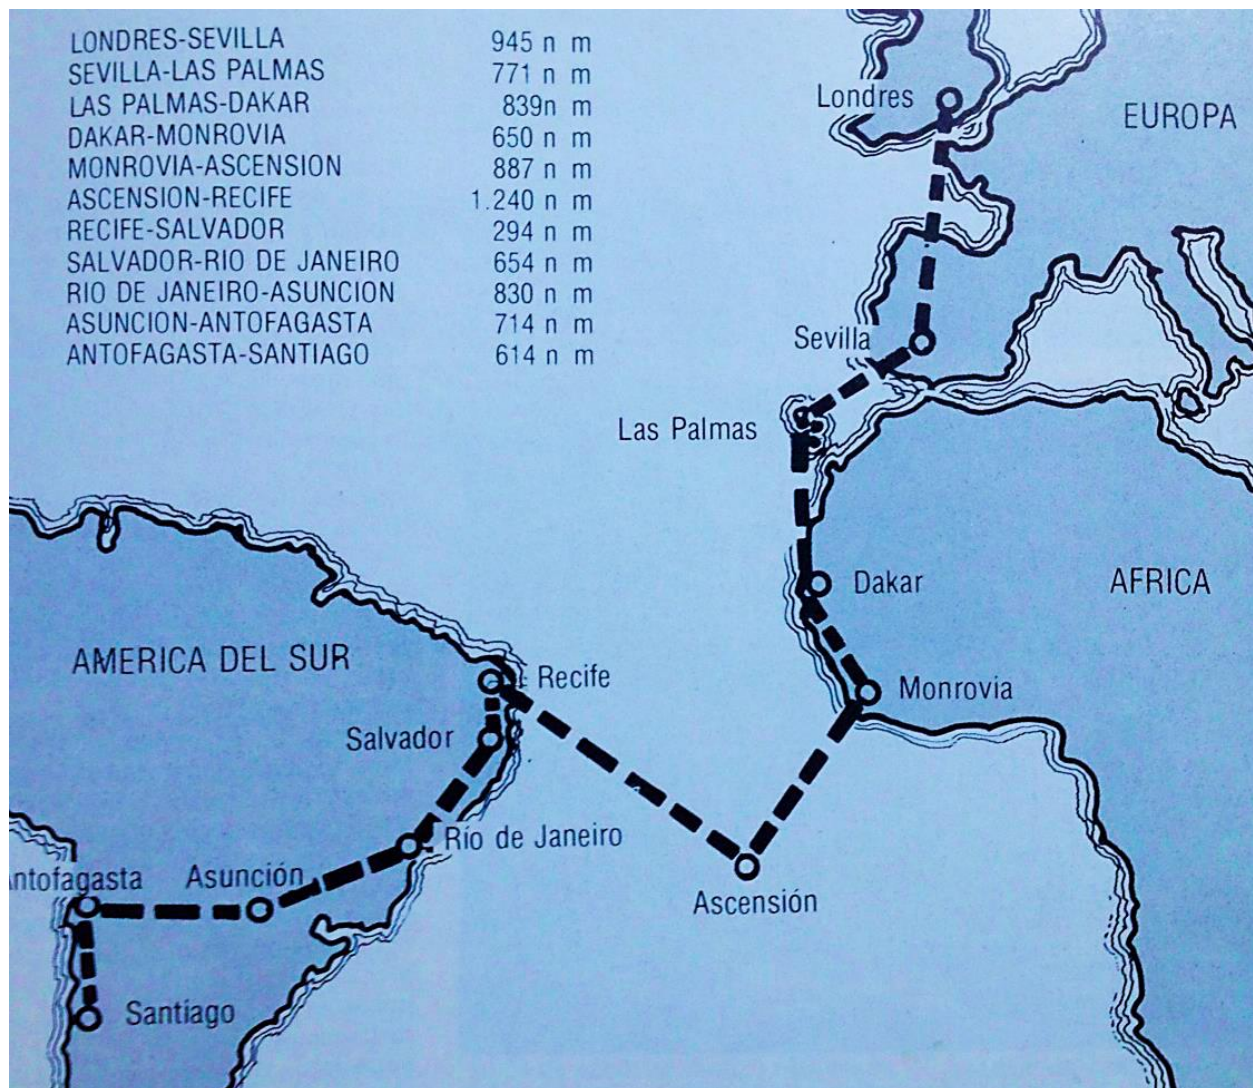 LONDRES-SEVILLA 945 n m
SEVILLA-LAS PALMAS 771 n m
LAS PALMAS-DAKAR 839n m
DAKAR-MONROVIA 650 n m
MONROVIA-ASCENSION 887 n m
ASCENSION-RECIFE 1.240 n m
RECIFE-SALVADOR 294 n m
SALVADOR-RIO DE JANEIRO 654 n m
RIO DE JANEIRO-ASUNCION 830 n m
ASUNCION-ANTOFAGASTA 714 n m
ANTOFAGASTA-SANTIAGO 614 n m
Londres
EUROPA
Sevilla
Las Palmas
Dakar
AFRICA
AMERICA DEL SUR
Recife
Monrovia
Salvador
Río de Janeiro
ntofagasta
Asunción
Ascensión
Santiago